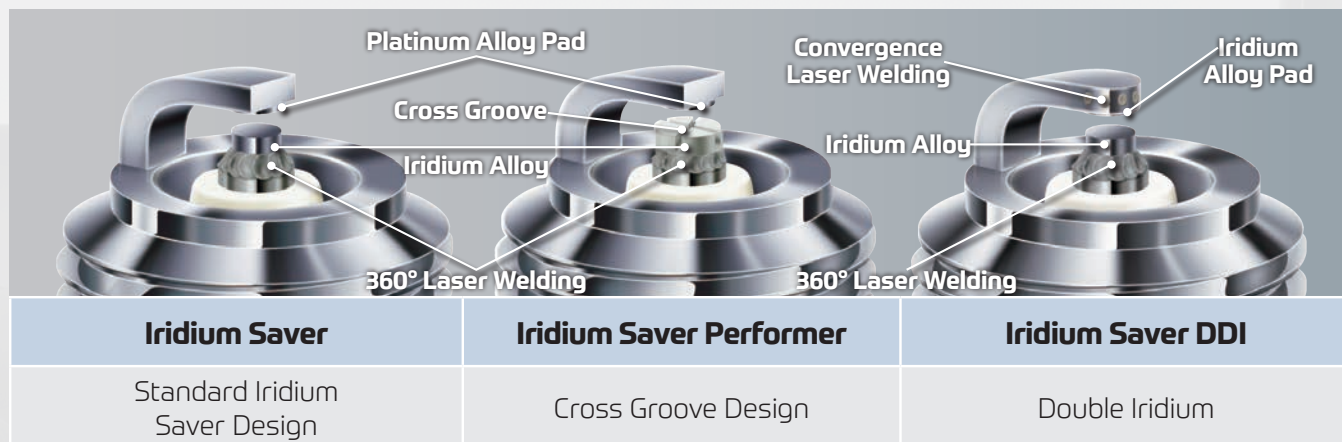 Platinum Alloy Pad
Cross Groove
Iridium Alloy
360° Laser Welding
Convergence
Laser Welding
Iridium
Alloy Pad
Iridium Alloy
360° Laser Welding
Iridium Saver
Iridium Saver Performer
Iridium Saver DDI
Standard Iridium
Saver Design
Cross Groove Design
Double Iridium